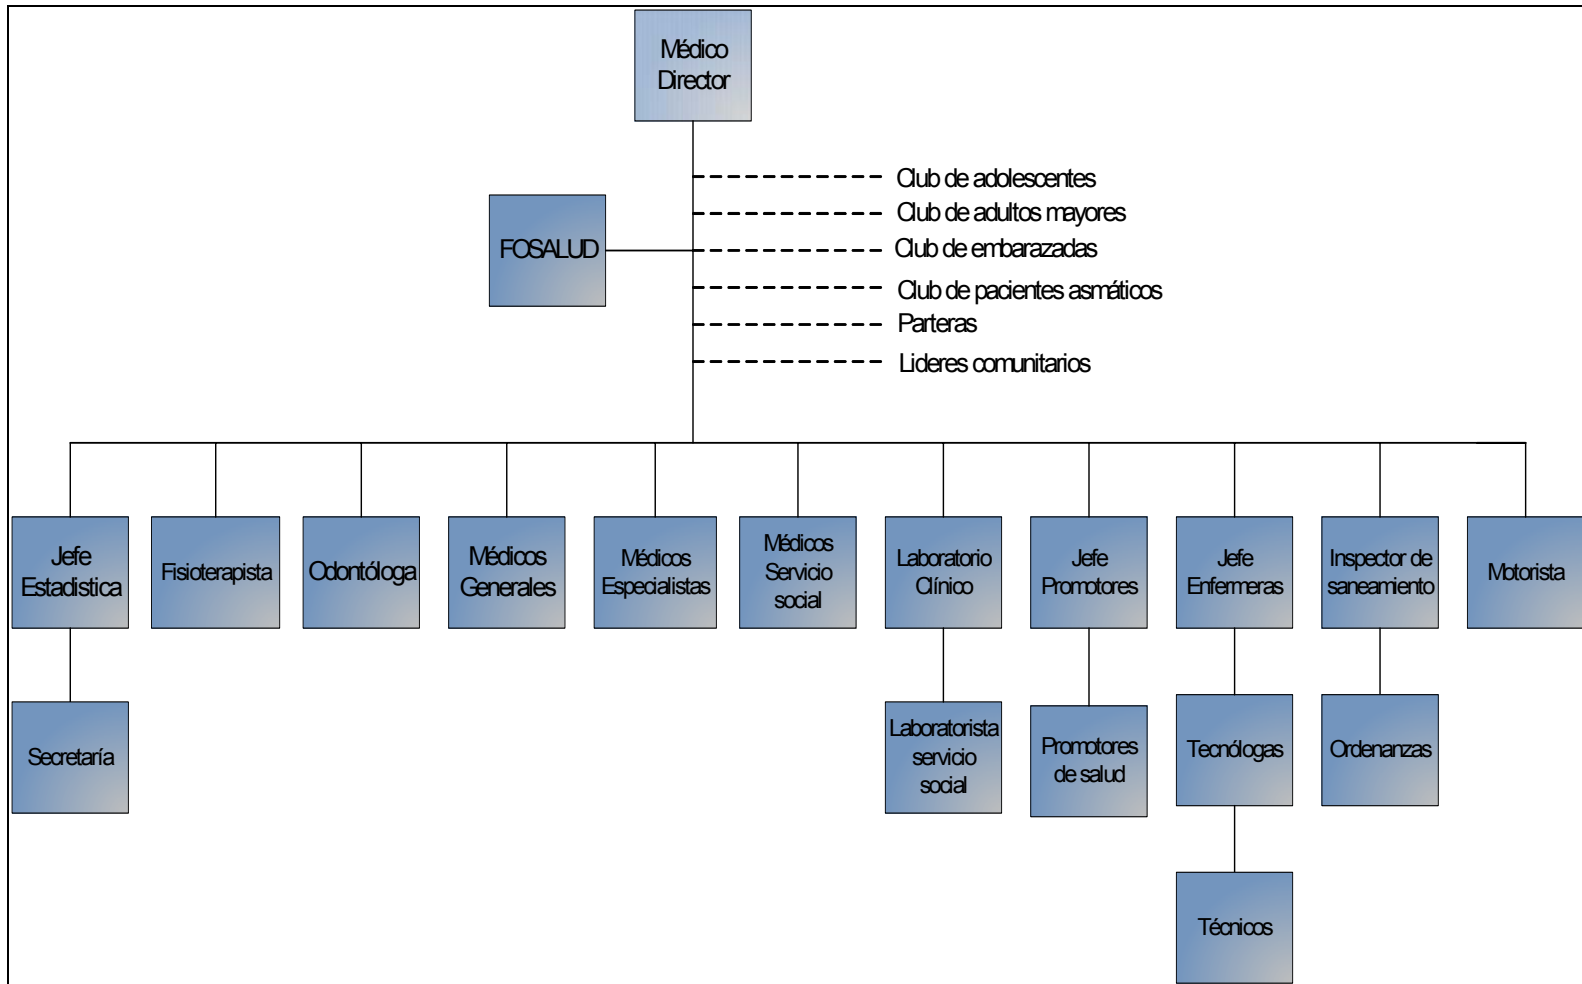 Médico
Director
Club de adolescentes
Club de adultos mayores
FOSALUD
Club de embarazadas
Club de pacientes asmáticos
Parteras
Lideres comunitarios
Jefe
Estadistica
Fisioterapista
Odontóloga
Médicos
Generales
Médicos
Especialistas
Médicos
Servicio
social
Laboratorio
Clínico
Jefe
Promotores
Jefe
Enfermeras
Inspector de
saneamiento
Motorista
Secretaría
Laboratorista
servicio
social
Promotores
de salud
Tecnólogas
Ordenanzas
Técnicos